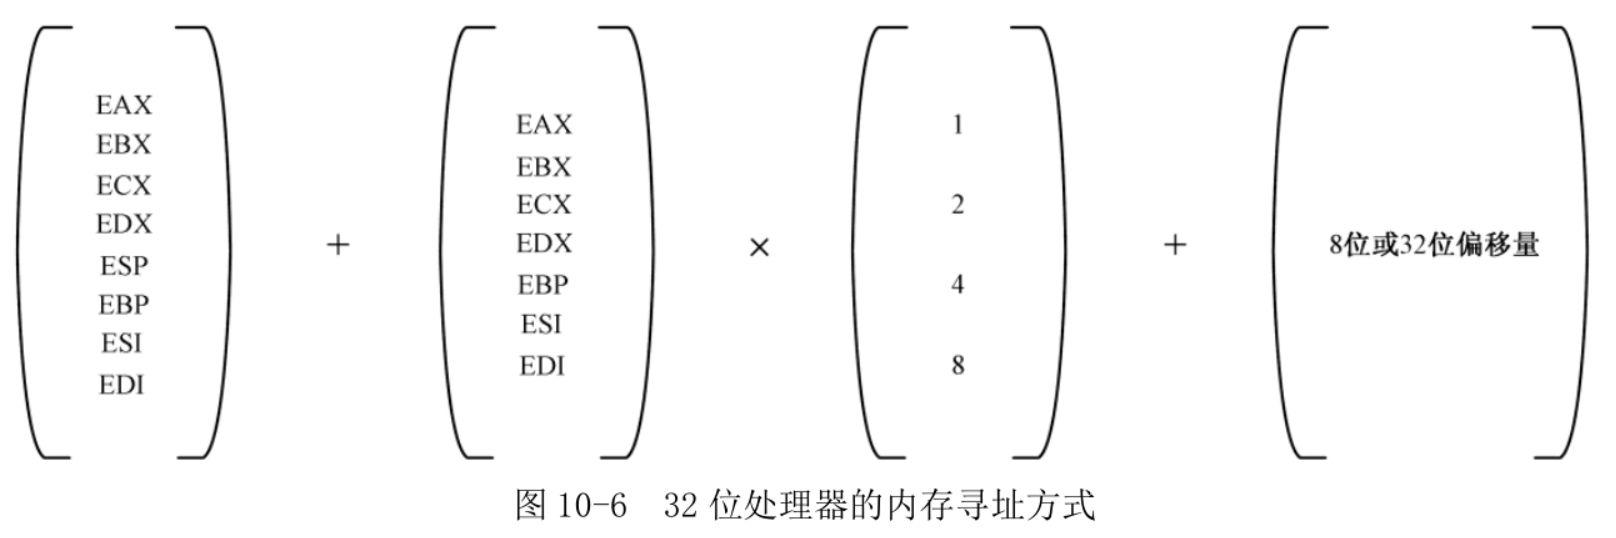 EAX
EBX
ECX
EDX
ESP
EBP
ESI
EDI
+
EAX
EBX
ECX
EDX
EBP
ESI
EDI
×
1
2
4
8
+
8位或32位偏移量
图 10-6 32 位处理器的内存寻址方式